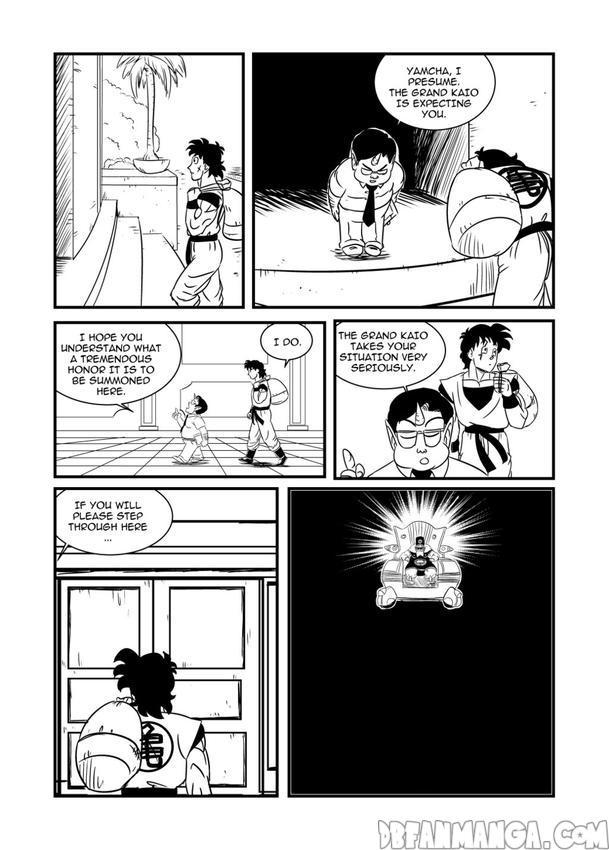 YAMCHA, I
PRESUME.
THE GRAND KAIO
IS EXPECTING
YOU.
I HOPE YOU
UNDERSTAND WHAT
A TREMENDOUS
HONOR IT IS TO
BE SUMMONED
HERE.
I DO.
THE GRAND KAIO
TAKES YOUR
SITUATION VERY
SERIOUSLY.
IF YOU WILL
PLEASE STEP
THROUGH HERE
...
亀
DBFANMANGA.COM